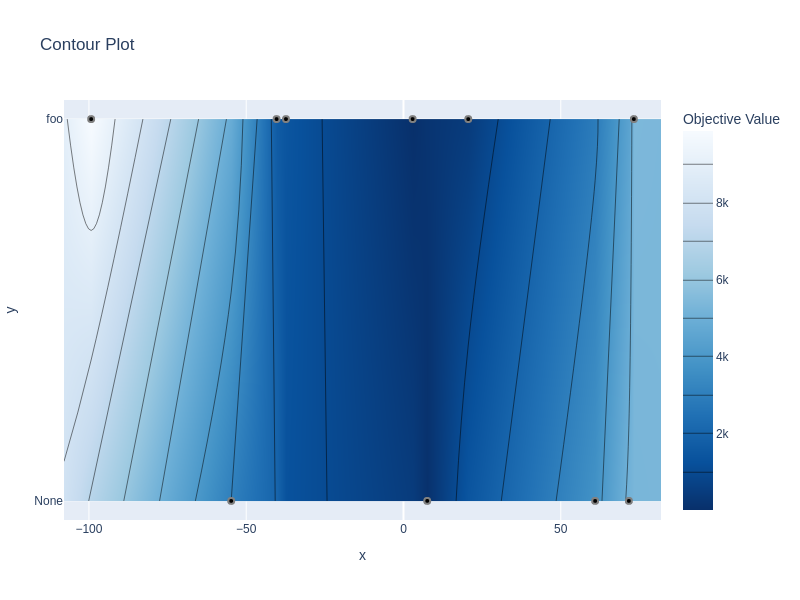 Contour Plot
Objective Value
foo
None
y
−100
−50
0
50
x
8k
6k
4k
2k